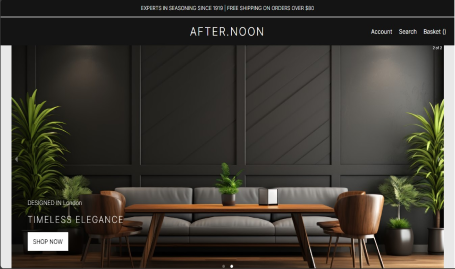 EXPERTS IN SEASONING SINCE 1919 | FREE SHIPPING ON ORDERS OVER $80
AFTER.NOON
Account Search Basket ()
2 of 2
DESIGNED IN London
TIMELESS ELEGANCE
SHOP NOW